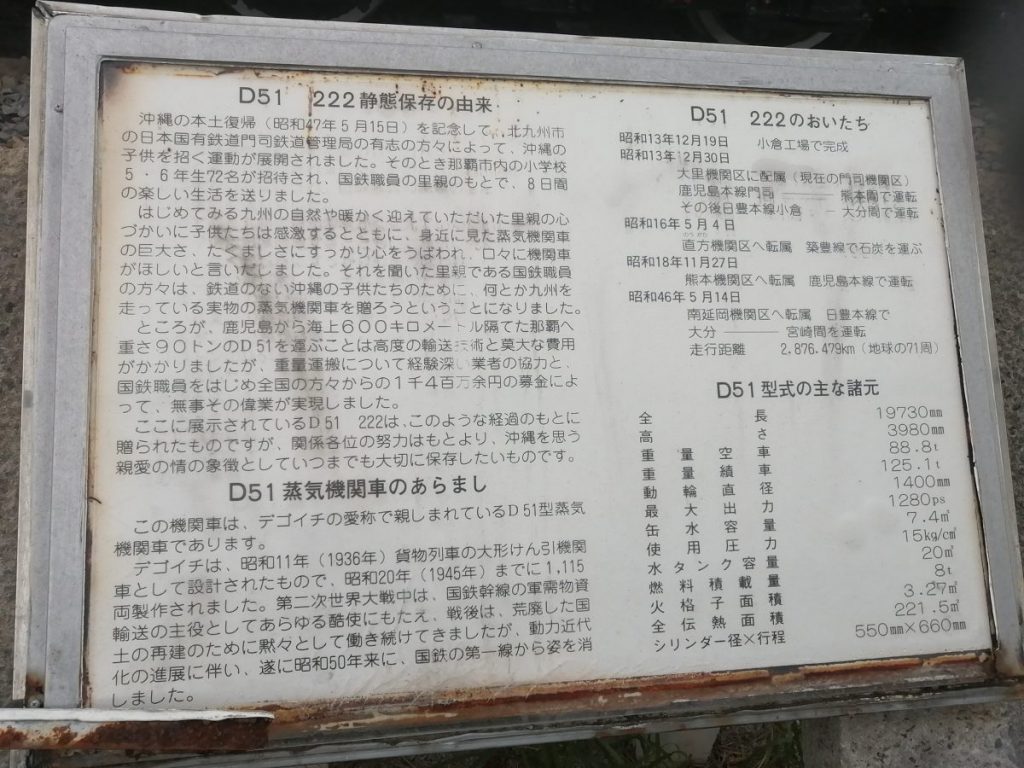 D51 222静態保存の由来
沖縄の本土復帰（昭和47年5月15日）を記念して、北九州市
の日本国有鉄道門司鉄道管理局の有志の方々によって、沖縄の
子供を招く運動が展開されました。そのとき那覇市内の小学校
5・6年生72名が招待され、国鉄職員の里親のもとで、8日間
の楽しい生活を送りました。
はじめてみる九州の自然や暖かく迎えていただいた里親の心
づかいに子供たちは感激するとともに、身近に見た蒸気機関車
の巨大さ、たくましさにすっかり心をうばわれ、口々に機関車
がほしいと言いだしました。それを聞いた里親である国鉄職員
の方々は、鉄道のない沖縄の子供たちのために、何とか九州を
走っている実物の蒸気機関車を贈ろうということになりました。
ところが、鹿児島から海上600キロメートル隔てた那覇へ
重さ90トンのD51を運ぶことは高度の輸送技術と莫大な費用
がかかりましたが、重量運搬について経験深い業者の協力と、
国鉄職員をはじめ全国の方々からの1千4百万余円の募金によ
って、無事その偉業が実現しました。
ここに展示されているD51 222は、このような経過のもとに
贈られたものですが、関係各位の努力はもとより、沖縄を思う
親愛の情の象徴としていつまでも大切に保存したいものです。
D51蒸気機関車のあらまし
この機関車は、デゴイチの愛称で親しまれているD51型蒸気
機関車であります。
デゴイチは、昭和11年（1936年）貨物列車の大形けん引機関
車として設計されたもので、昭和20年（1945年）までに1,115
両製作されました。第二次世界大戦中は、国鉄幹線の軍需物資
輸送の主役としてあらゆる酷使にもたえ、戦後は、荒廃した国
土の再建のために黙々として働き続けてきましたが、動力近代
化の進展に伴い、遂に昭和50年来に、国鉄の第一線から姿を消
しました。
D51 222のおいたち
昭和13年12月19日 小倉工場で完成
昭和13年12月30日
大里機関区に配属（現在の門司機関区）
鹿児島本線門司 ——— 熊本間で運転
その後日豊本線小倉 — 大分間で運転
昭和16年5月4日
直方機関区へ転属 築豊線で石炭を運ぶ
昭和18年11月27日
熊本機関区へ転属 鹿児島本線で運転
昭和46年5月14日
南延岡機関区へ転属 日豊本線で
大分 ——— 宮崎間を運転
走行距離 2,876,479km（地球の71周）
D51型式の主な諸元
全長 19730mm
高さ 3980mm
重量空車 88.8t
重量積車 125.1t
動輪直径 1400mm
最大出力 1280ps
缶水容量 7.4㎥
使用圧力 15kg/c㎡
水タンク容量 20㎥
燃料積載量 8t
火格子面積 3.27㎡
全伝熱面積 221.5㎡
シリンダー径×行程 550mm×660mm